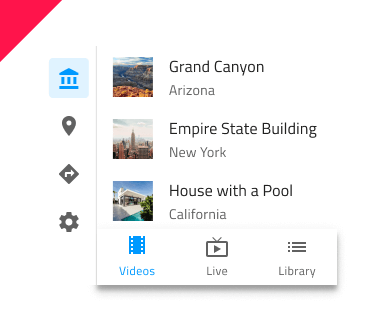 Grand Canyon
Arizona
Empire State Building
New York
House with a Pool
California
Videos Live Library